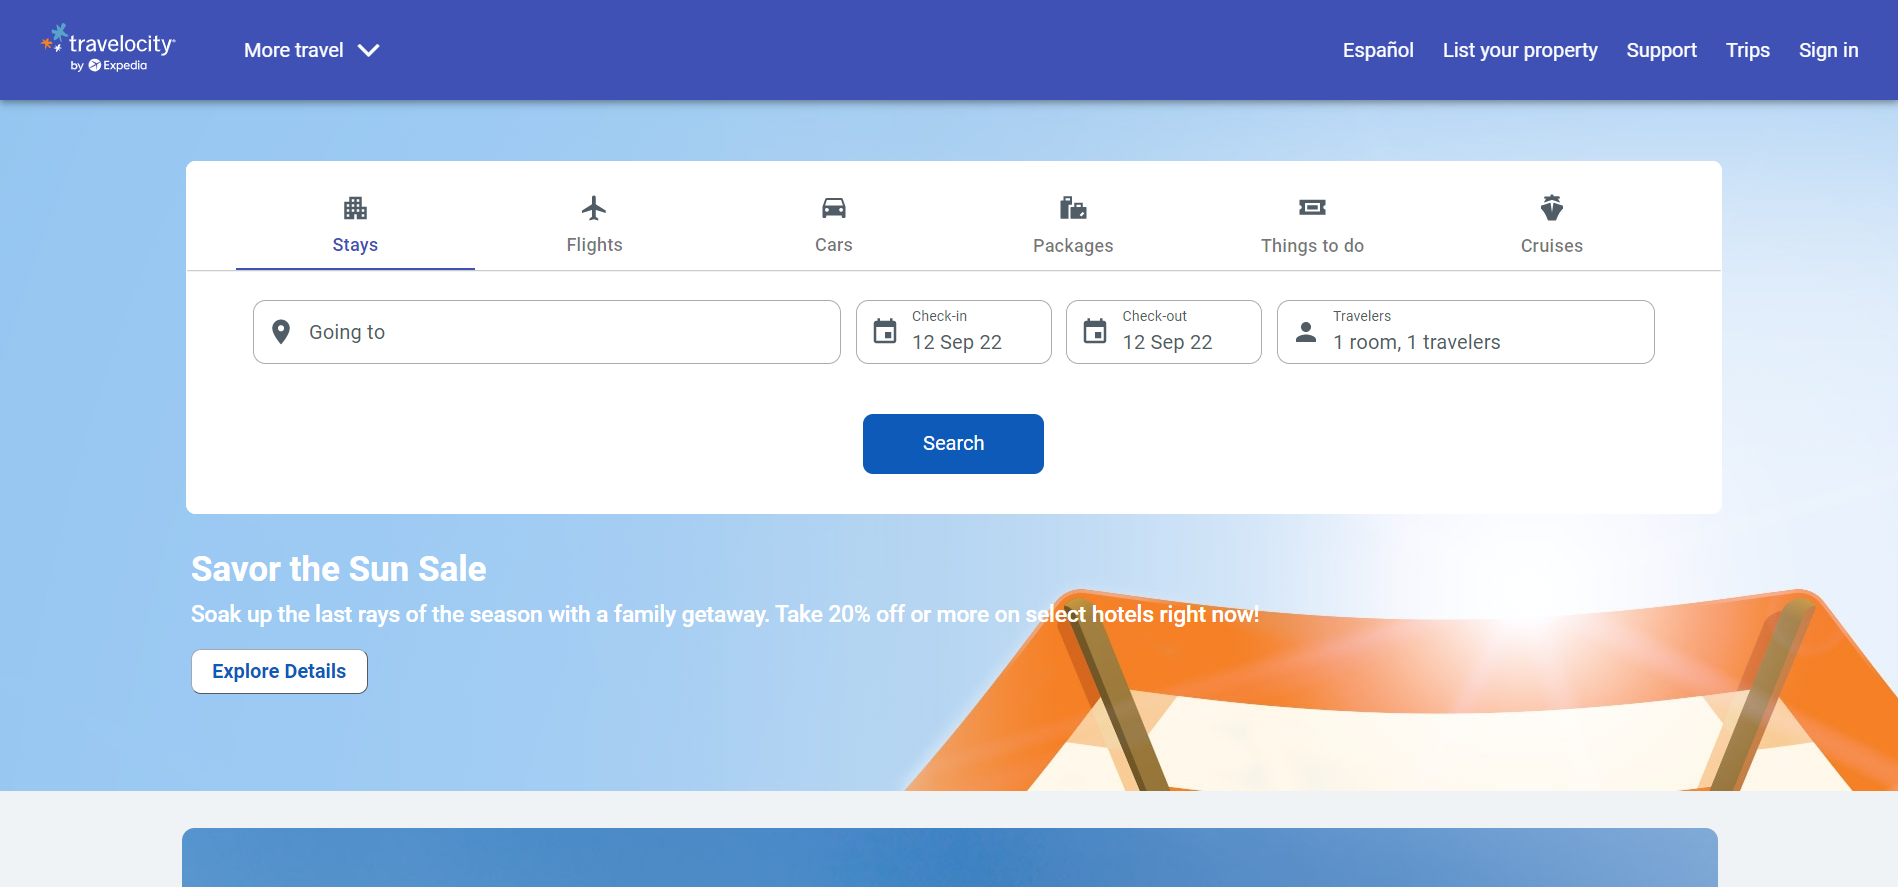 travelocity
by Expedia
More travel
Español
List your property
Support
Trips
Sign in
Stays
Flights
Cars
Packages
Things to do
Cruises
Going to
Check-in
12 Sep 22
Check-out
12 Sep 22
Travelers
1 room, 1 travelers
Search
Savor the Sun Sale
Soak up the last rays of the season with a family getaway. Take 20% off or more on select hotels right now!
Explore Details